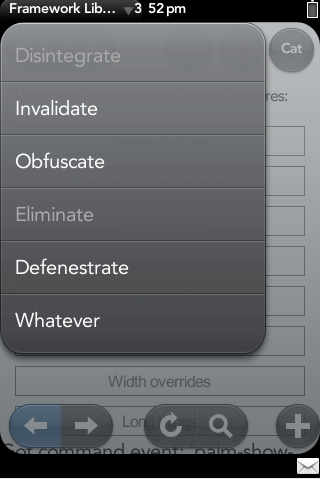 Framework Lib... 3 52 pm
Disintegrate
Cat
Invalidate
Obfuscate
Eliminate
Defenestrate
Whatever
Width overrides
Long
Got command event: 'palm-show-